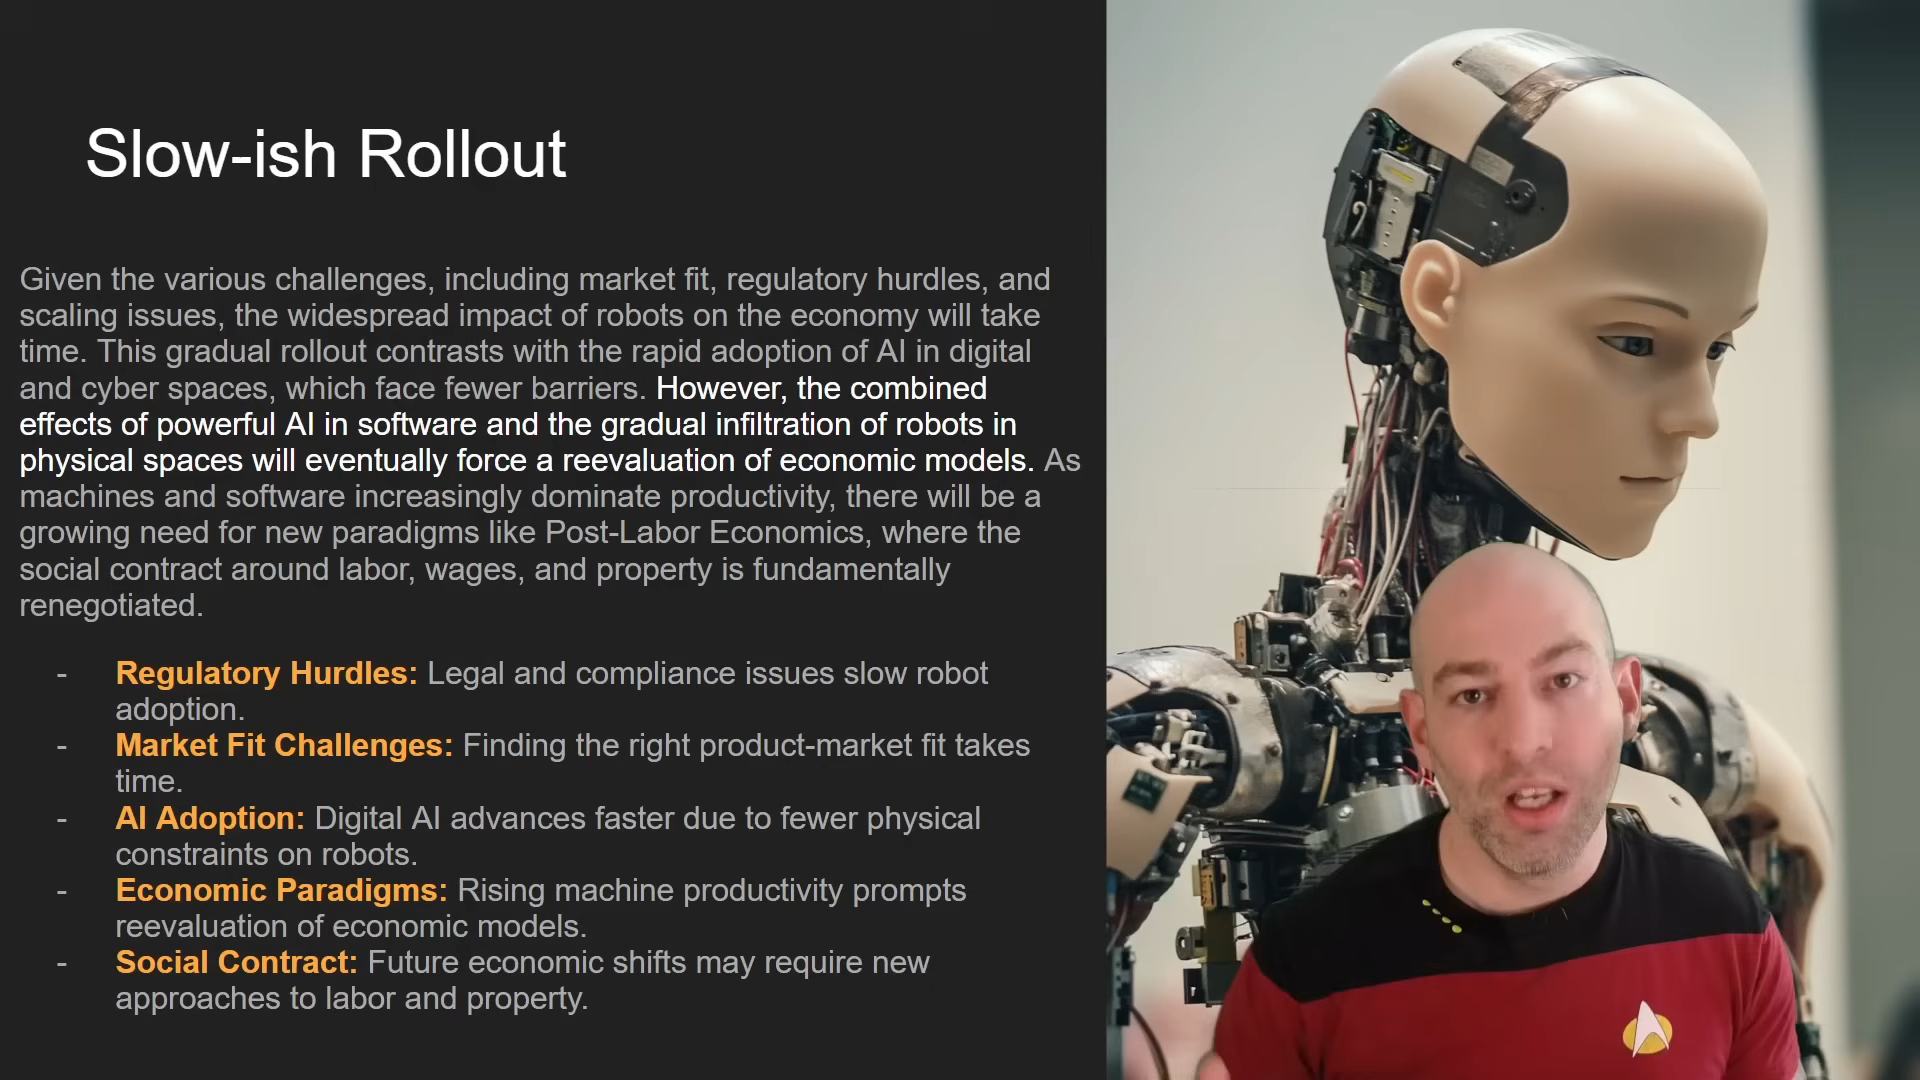 Slow-ish Rollout
Given the various challenges, including market fit, regulatory hurdles, and
scaling issues, the widespread impact of robots on the economy will take
time. This gradual rollout contrasts with the rapid adoption of AI in digital
and cyber spaces, which face fewer barriers. However, the combined
effects of powerful AI in software and the gradual infiltration of robots in
physical spaces will eventually force a reevaluation of economic models. As
machines and software increasingly dominate productivity, there will be a
growing need for new paradigms like Post-Labor Economics, where the
social contract around labor, wages, and property is fundamentally
renegotiated.
- Regulatory Hurdles: Legal and compliance issues slow robot
adoption.
- Market Fit Challenges: Finding the right product-market fit takes
time.
- AI Adoption: Digital AI advances faster due to fewer physical
constraints on robots.
- Economic Paradigms: Rising machine productivity prompts
reevaluation of economic models.
- Social Contract: Future economic shifts may require new
approaches to labor and property.